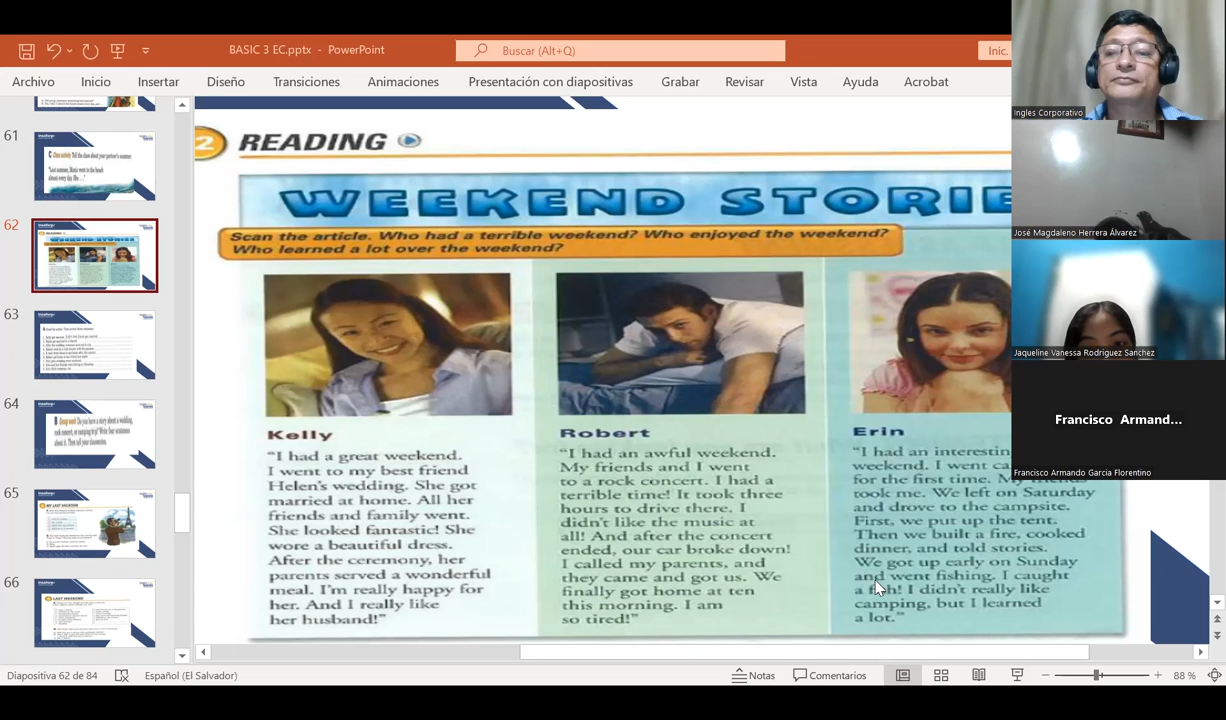 BASIC 3 EC.pptx - PowerPoint
Buscar (Alt+Q)
Inic.
Archivo
Inicio
Insertar
Diseño
Transiciones
Animaciones
Presentación con diapositivas
Grabar
Revisar
Vista
Ayuda
Acrobat
61
62
63
64
65
66
2 READING
WEEKEND STORIE
Scan the article. Who had a terrible weekend? Who enjoyed the weekend?
Who learned a lot over the weekend?
Kelly
"I had a great weekend.
I went to my best friend
Helen's wedding. She got
married at home. All her
friends and family went.
She looked fantastic! She
wore a beautiful dress.
After the ceremony, her
parents served a wonderful
meal. I'm really happy for
her. And I really like
her husband!"
Robert
"I had an awful weekend.
My friends and I went
to a rock concert. I had a
terrible time! It took three
hours to drive there. I
didn't like the music at
all! And after the concert
ended, our car broke down!
I called my parents, and
they came and got us. We
finally got home at ten
this morning. I am
so tired!"
Erin
"I had an interestin
weekend. I went ca
for the first time. My friends
took me. We left on Saturday
and drove to the campsite.
First, we put up the tent.
Then we built a fire, cooked
dinner, and told stories.
We got up early on Sunday
and went fishing. I caught
a fish! I didn't really like
camping, but I learned
a lot."
Ingles Corporativo
José Magdaleno Herrera Álvarez
Jaqueline Vanessa Rodriguez Sanchez
Francisco Armand...
Francisco Armando Garcia Florentino
Diapositiva 62 de 84
Español (El Salvador)
Notas
Comentarios
88 %